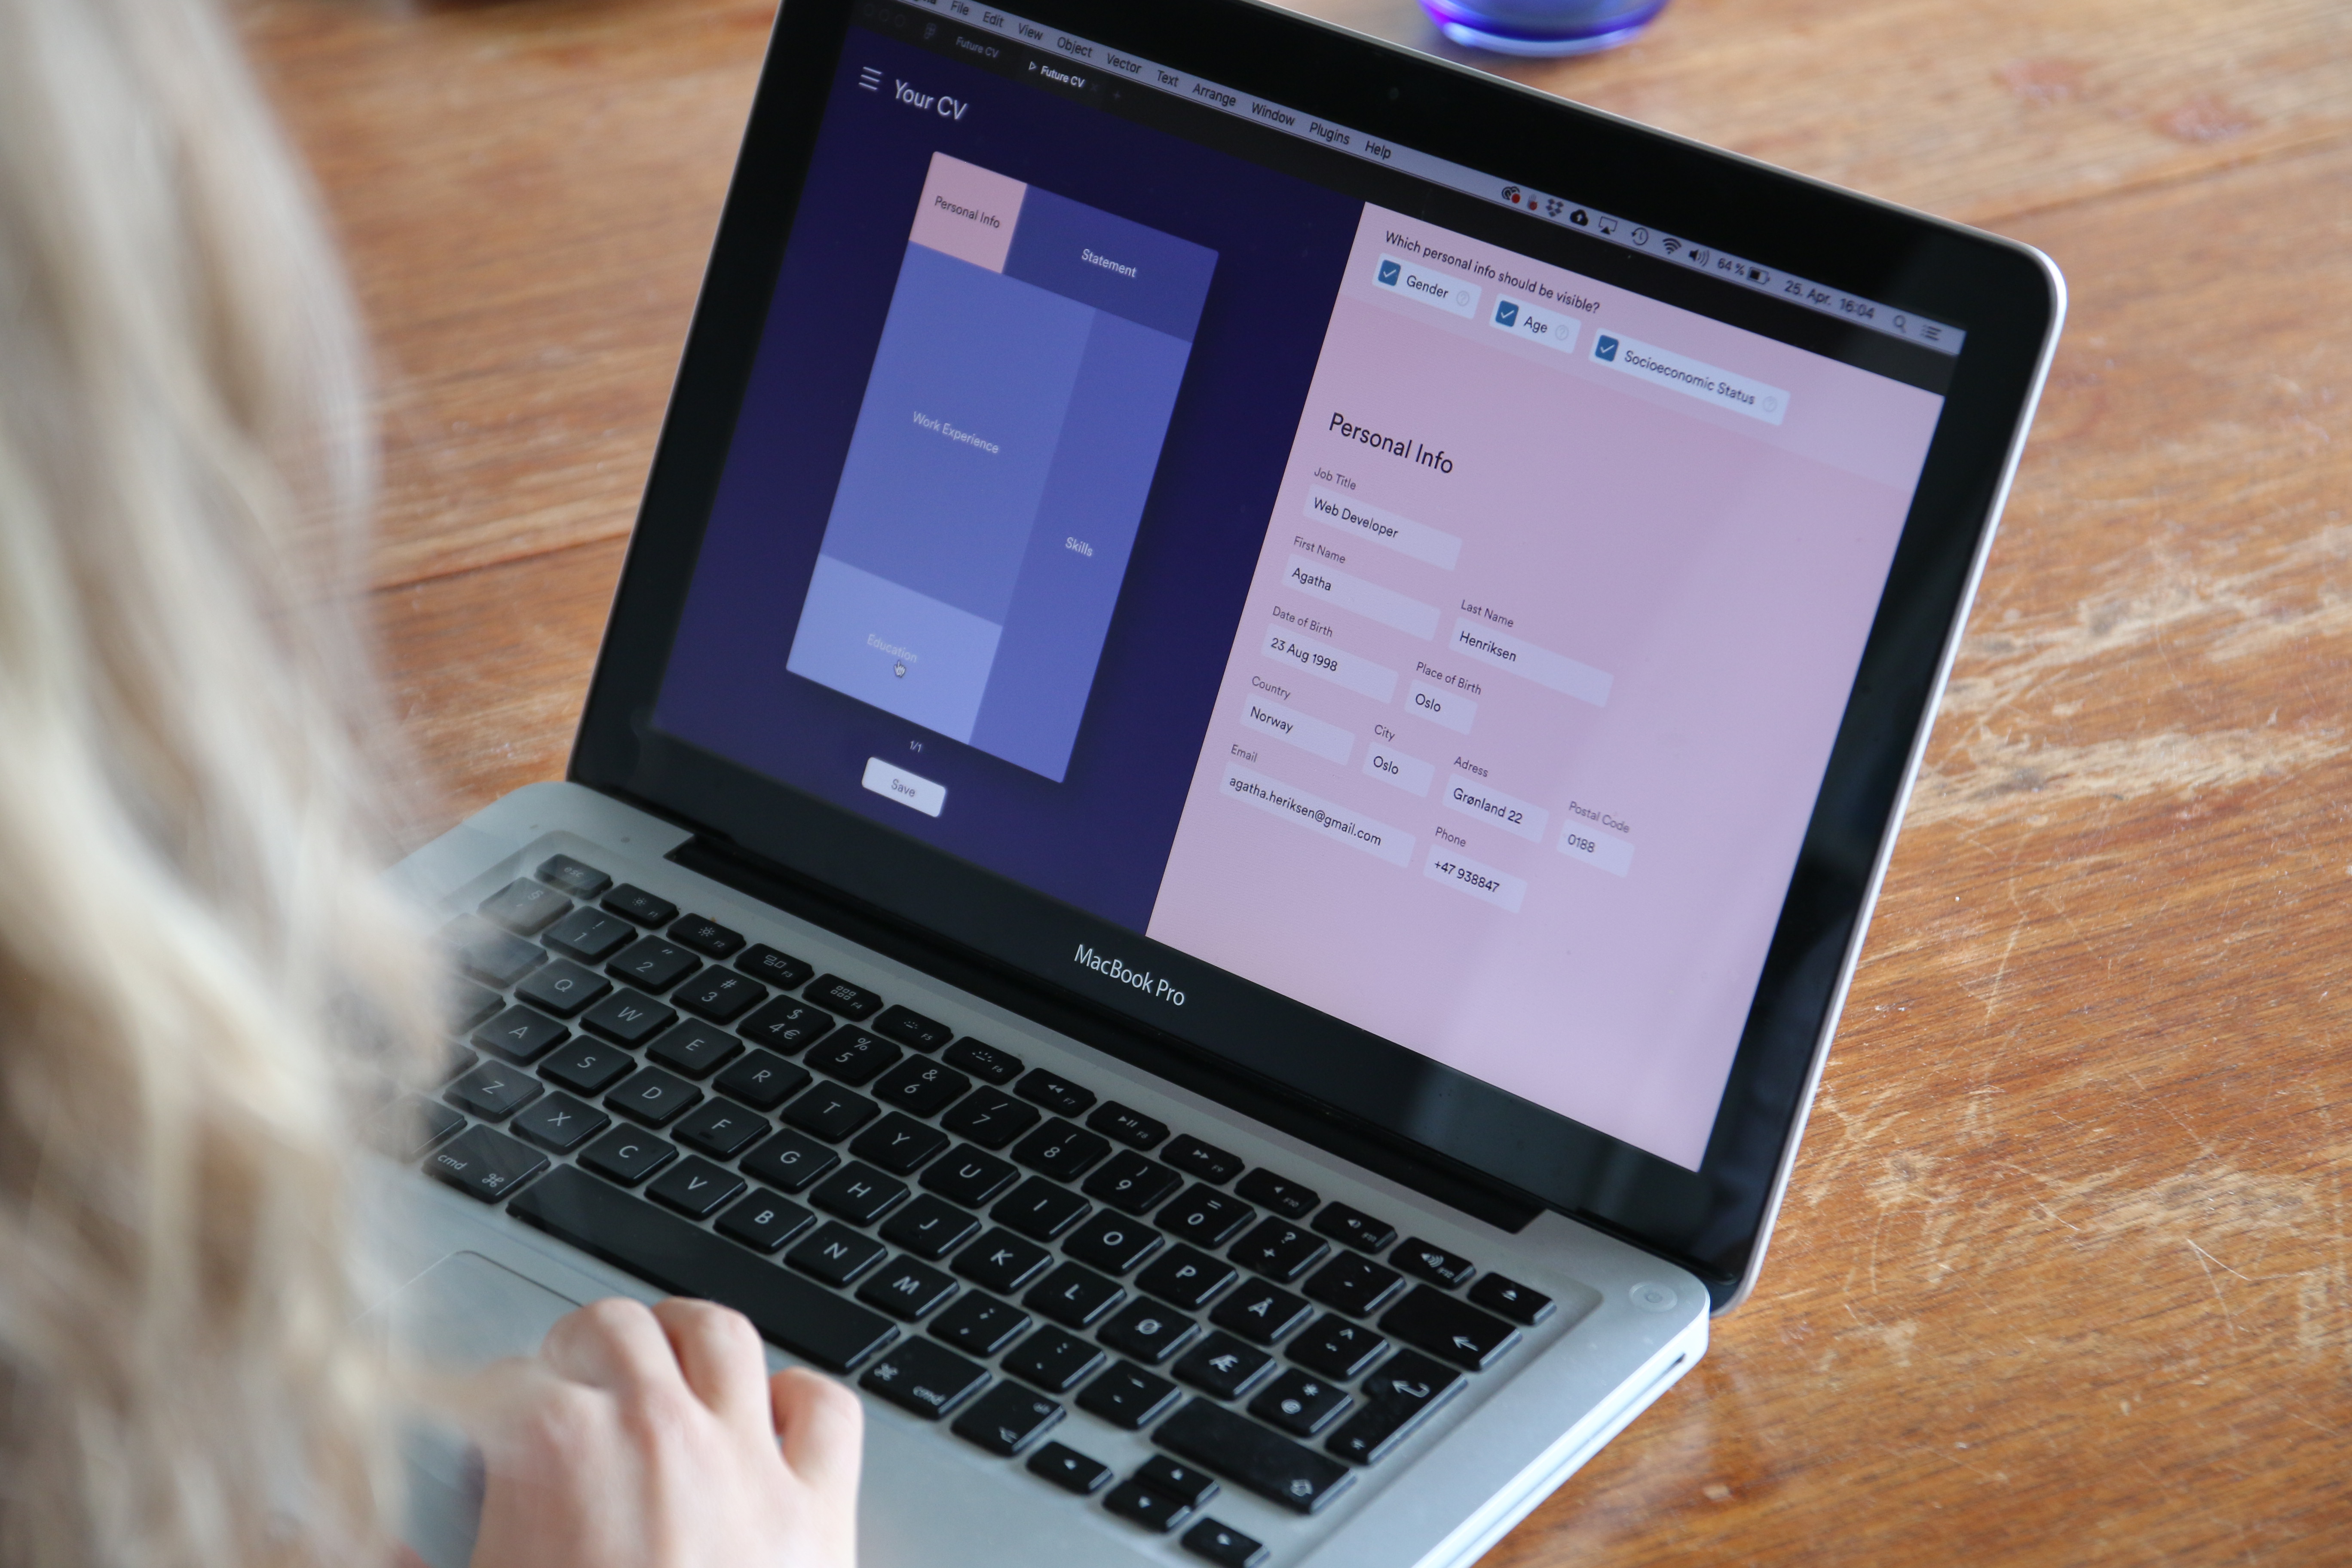 File Edit View Object Vector Text Arrange Window Plugins Help
64 % 25. Apr. 16:04
Future CV
Future CV
Your CV
Personal Info
Statement
Work Experience
Skills
Education
1/1
Save
Which personal info should be visible?
Gender
Age
Socioeconomic Status
Personal Info
Job Title
Web Developer
First Name
Agatha
Last Name
Henriksen
Date of Birth
23 Aug 1998
Place of Birth
Oslo
Country
Norway
City
Oslo
Adress
Grønland 22
Postal Code
0188
Email
agatha.heriksen@gmail.com
Phone
+47 938847
MacBook Pro
esc F1 F2 F3 F4 F5 F6 F7 F8 F9 F10 F11 F12
§ ! 1 " 2 # 3 $ 4 € % 5 & 6 / 7 ( 8 ) 9 = 0 ? + ` ´
Q W E R T Y U I O P Å ^ ¨
A S D F G H J K L Ø Æ * @
Z X C V B N M ; , : . _ -
cmd ⌘ ⌘ cmd